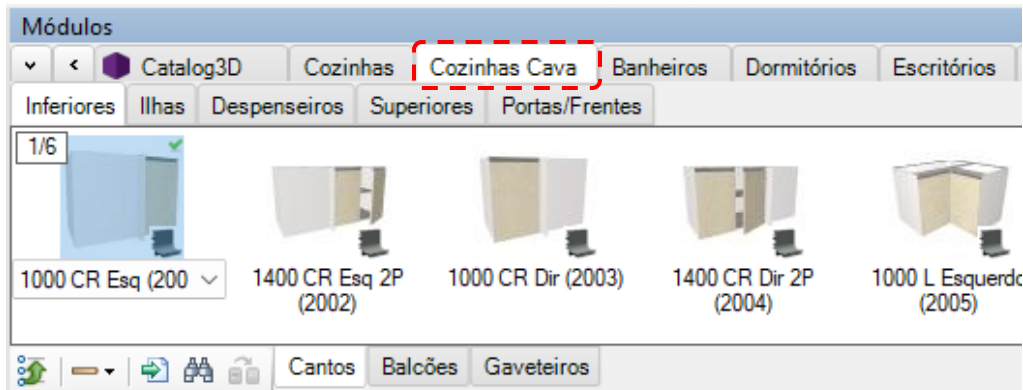 Módulos
Catalog3D Cozinhas Cozinhas Cava Banheiros Dormitórios Escritórios
Inferiores Ilhas Despenseiros Superiores Portas/Frentes
1/6
1000 CR Esq (200 1400 CR Esq 2P 1000 CR Dir (2003) 1400 CR Dir 2P 1000 L Esquerdo
(2002) (2004) (2005)
Cantos Balcões Gaveteiros